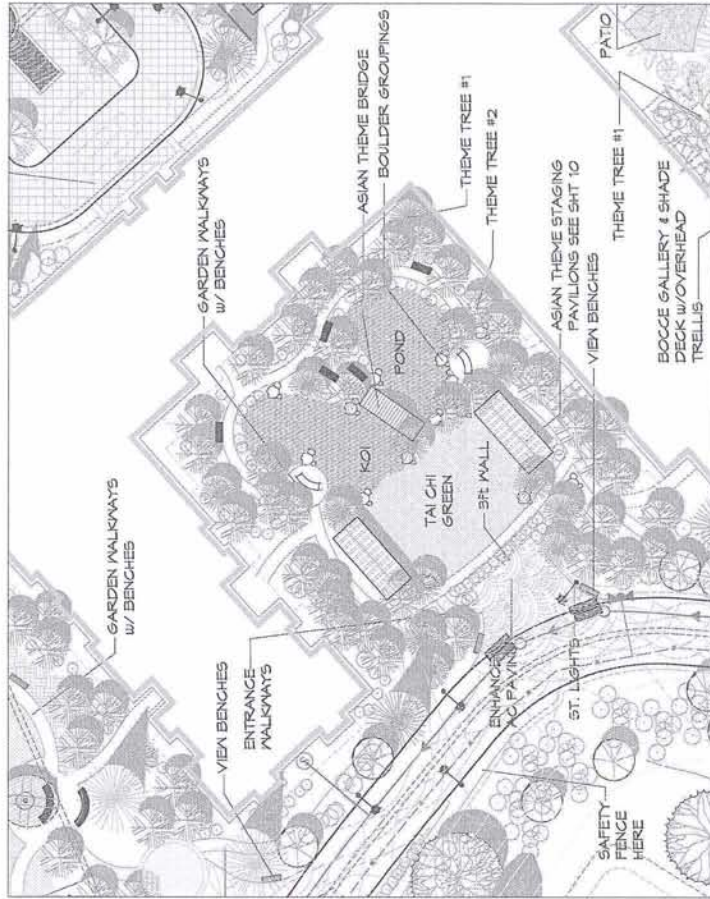 GARDEN WALKWAYS
W/ BENCHES
ASIAN THEME BRIDGE
BOULDER GROUPINGS
THEME TREE #1
THEME TREE #2
GARDEN WALKWAYS
W/ BENCHES
VIEW BENCHES
ENTRANCE
WALKWAYS
KOI
POND
TAI CHI
GREEN
3ft WALL
ASIAN THEME STAGING
PAVILIONS SEE SHT 10
VIEW BENCHES
ENHANCE
AC PAVING
ST. LIGHTS
SAFETY
FENCE
HERE
PATIO
THEME TREE #1
BOCCE GALLERY & SHADE
DECK W/OVERHEAD
TRELLIS